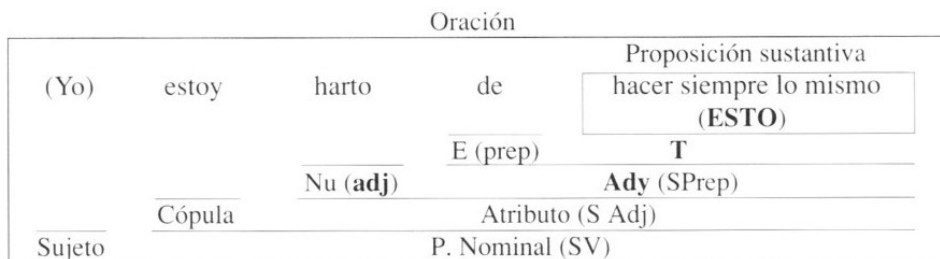 Oración
Proposición sustantiva
(Yo) estoy harto de hacer siempre lo mismo
(ESTO)
E (prep) T
Nu (adj) Ady (SPrep)
Cópula Atributo (S Adj)
Sujeto P. Nominal (SV)